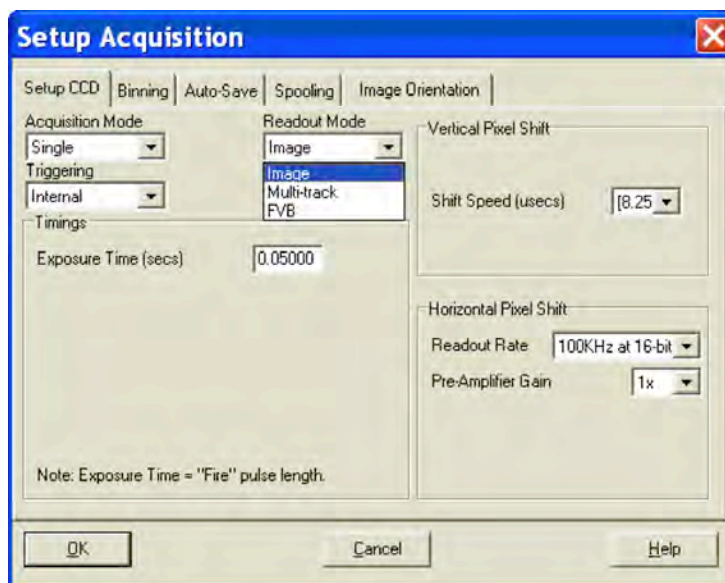 Setup Acquisition
Setup CCD
Binning
Auto-Save
Spooling
Image Orientation
Acquisition Mode
Single
Readout Mode
Image
Image
Multi-track
FVB
Triggering
Internal
Timings
Exposure Time (secs)
0.05000
Note: Exposure Time = "Fire" pulse length.
Vertical Pixel Shift
Shift Speed (usecs)
[8.25
Horizontal Pixel Shift
Readout Rate
100KHz at 16-bit
Pre-Amplifier Gain
1x
OK
Cancel
Help